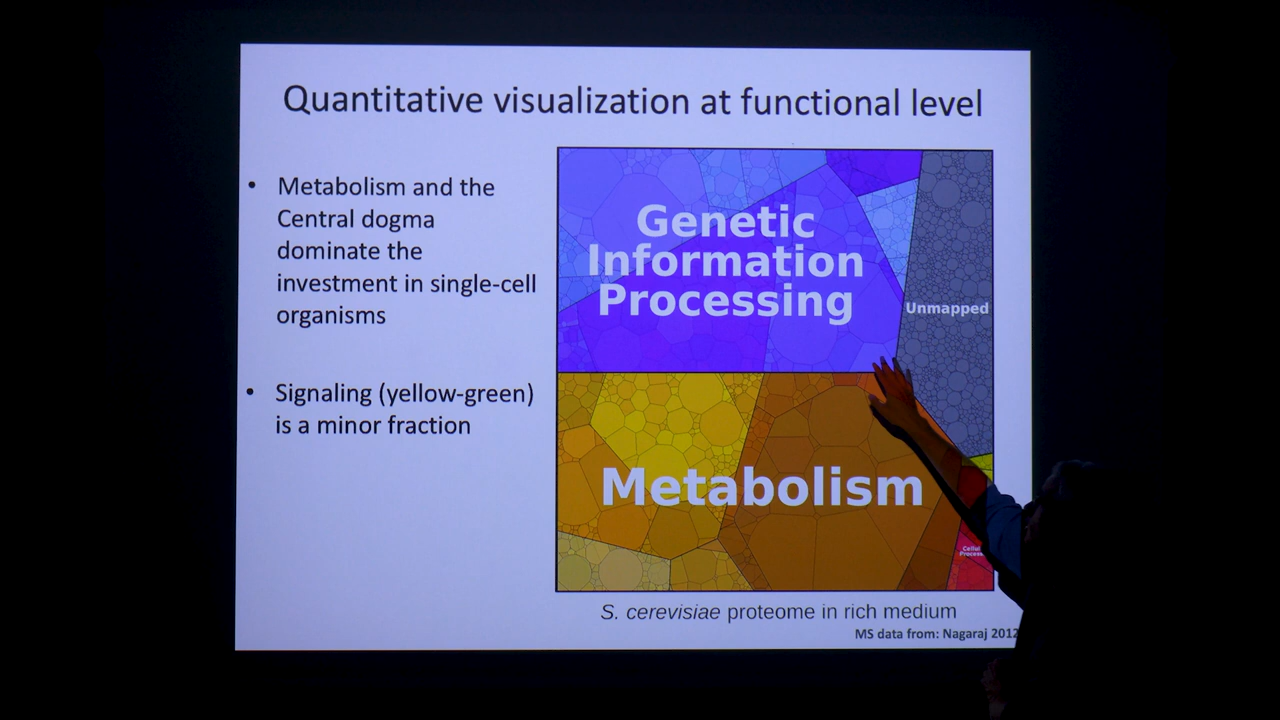 Quantitative visualization at functional level
• Metabolism and the
Central dogma
dominate the
investment in single-cell
organisms
• Signaling (yellow-green)
is a minor fraction
Genetic
Information
Processing
Unmapped
Metabolism
S. cerevisiae proteome in rich medium
MS data from: Nagaraj 2012